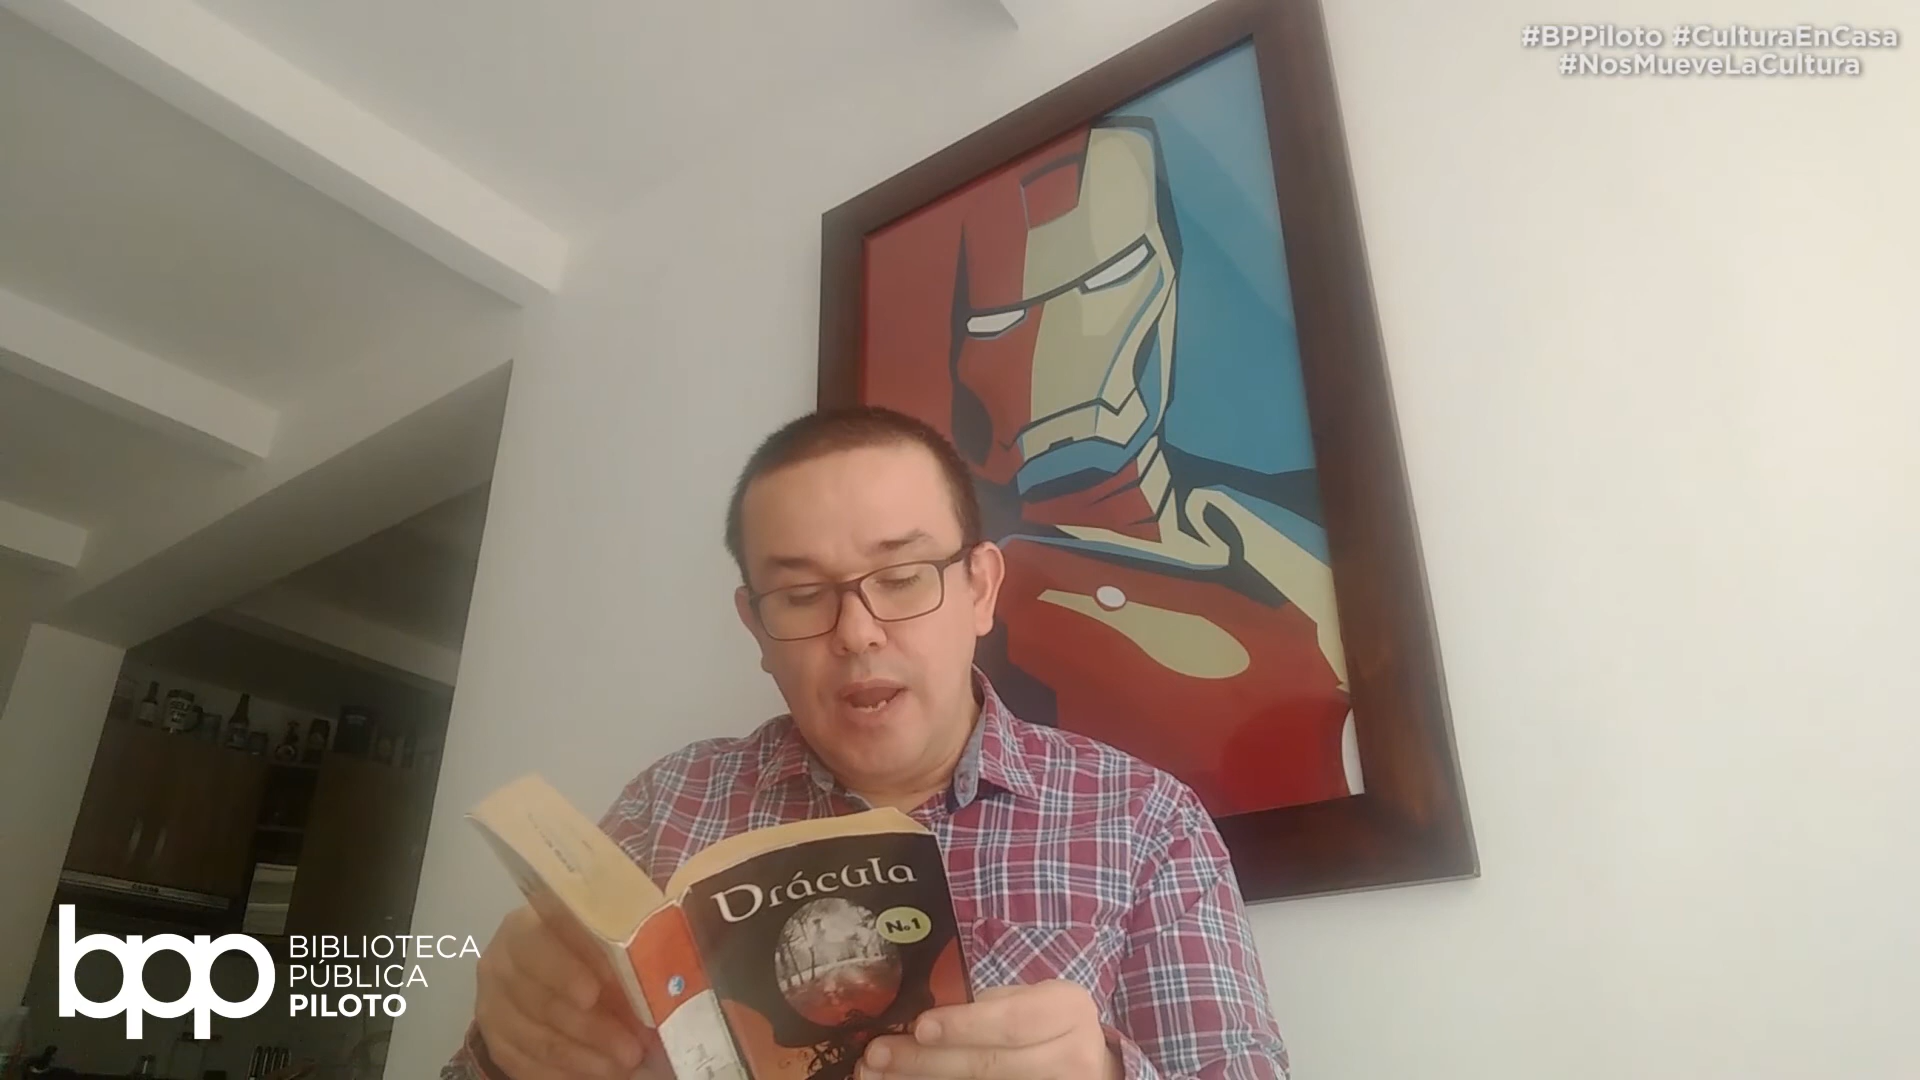 #BPPiloto #CulturaEnCasa
#NosMueveLaCultura
Drácula
No1
bpp
BIBLIOTECA
PÚBLICA
PILOTO